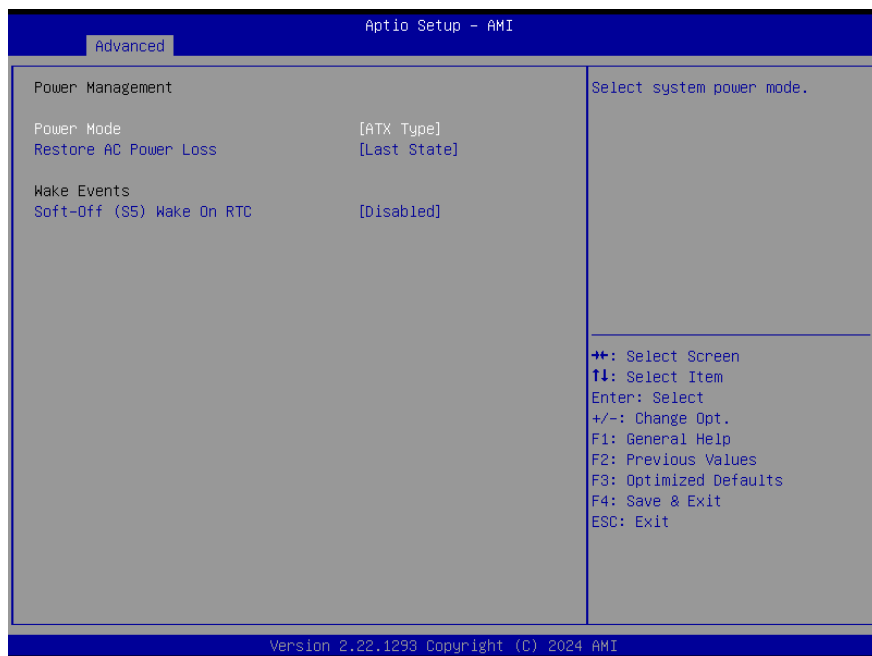 Aptio Setup – AMI
Advanced
Power Management
Power Mode [ATX Type]
Restore AC Power Loss [Last State]
Wake Events
Soft-Off (S5) Wake On RTC [Disabled]
Select system power mode.
→←: Select Screen
↑↓: Select Item
Enter: Select
+/-: Change Opt.
F1: General Help
F2: Previous Values
F3: Optimized Defaults
F4: Save & Exit
ESC: Exit
Version 2.22.1293 Copyright (C) 2024 AMI